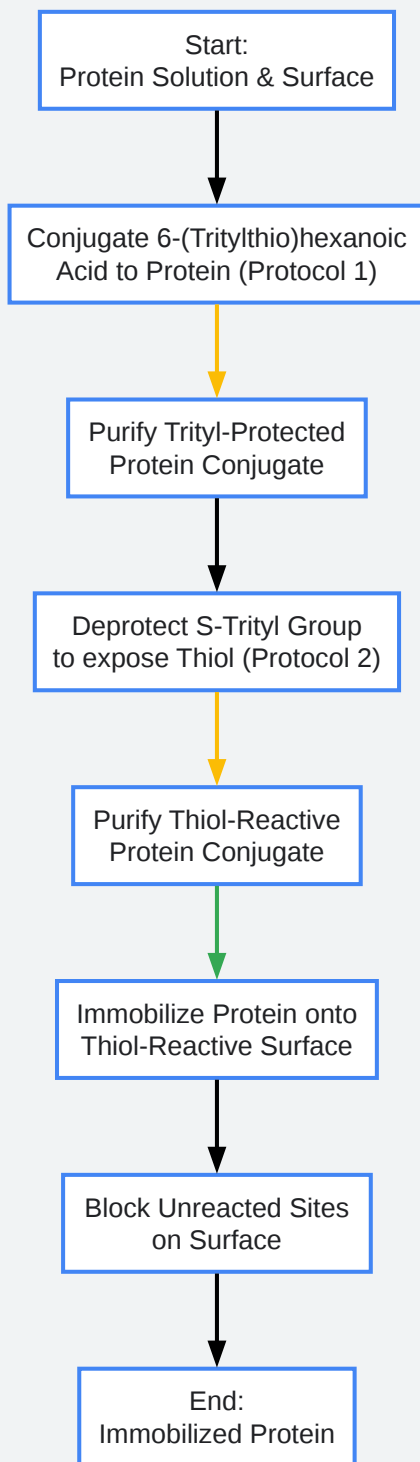 Start:
Protein Solution & Surface
Conjugate 6-(Tritylthio)hexanoic
Acid to Protein (Protocol 1)
Purify Trityl-Protected
Protein Conjugate
Deprotect S-Trityl Group
to expose Thiol (Protocol 2)
Purify Thiol-Reactive
Protein Conjugate
Immobilize Protein onto
Thiol-Reactive Surface
Block Unreacted Sites
on Surface
End:
Immobilized Protein